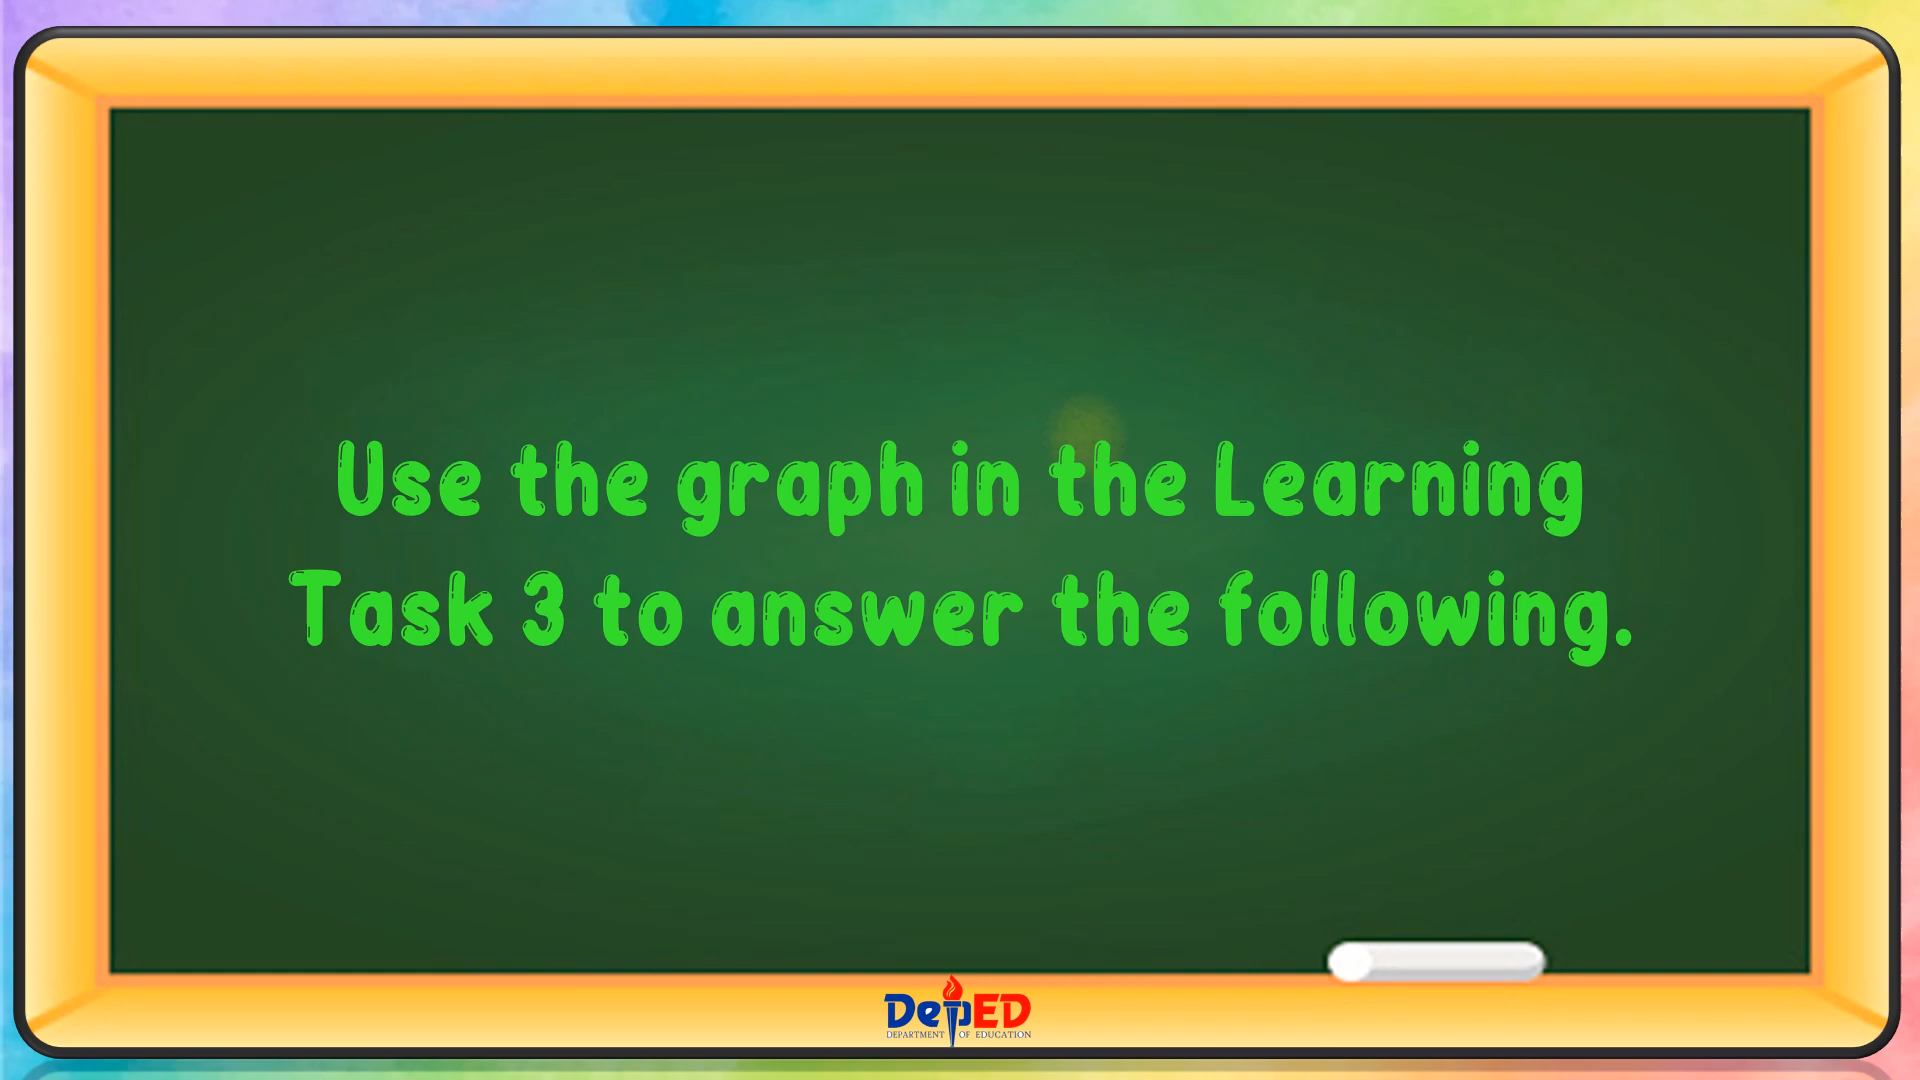 Use the graph in the Learning
Task 3 to answer the following.
DepED
DEPARTMENT OF EDUCATION